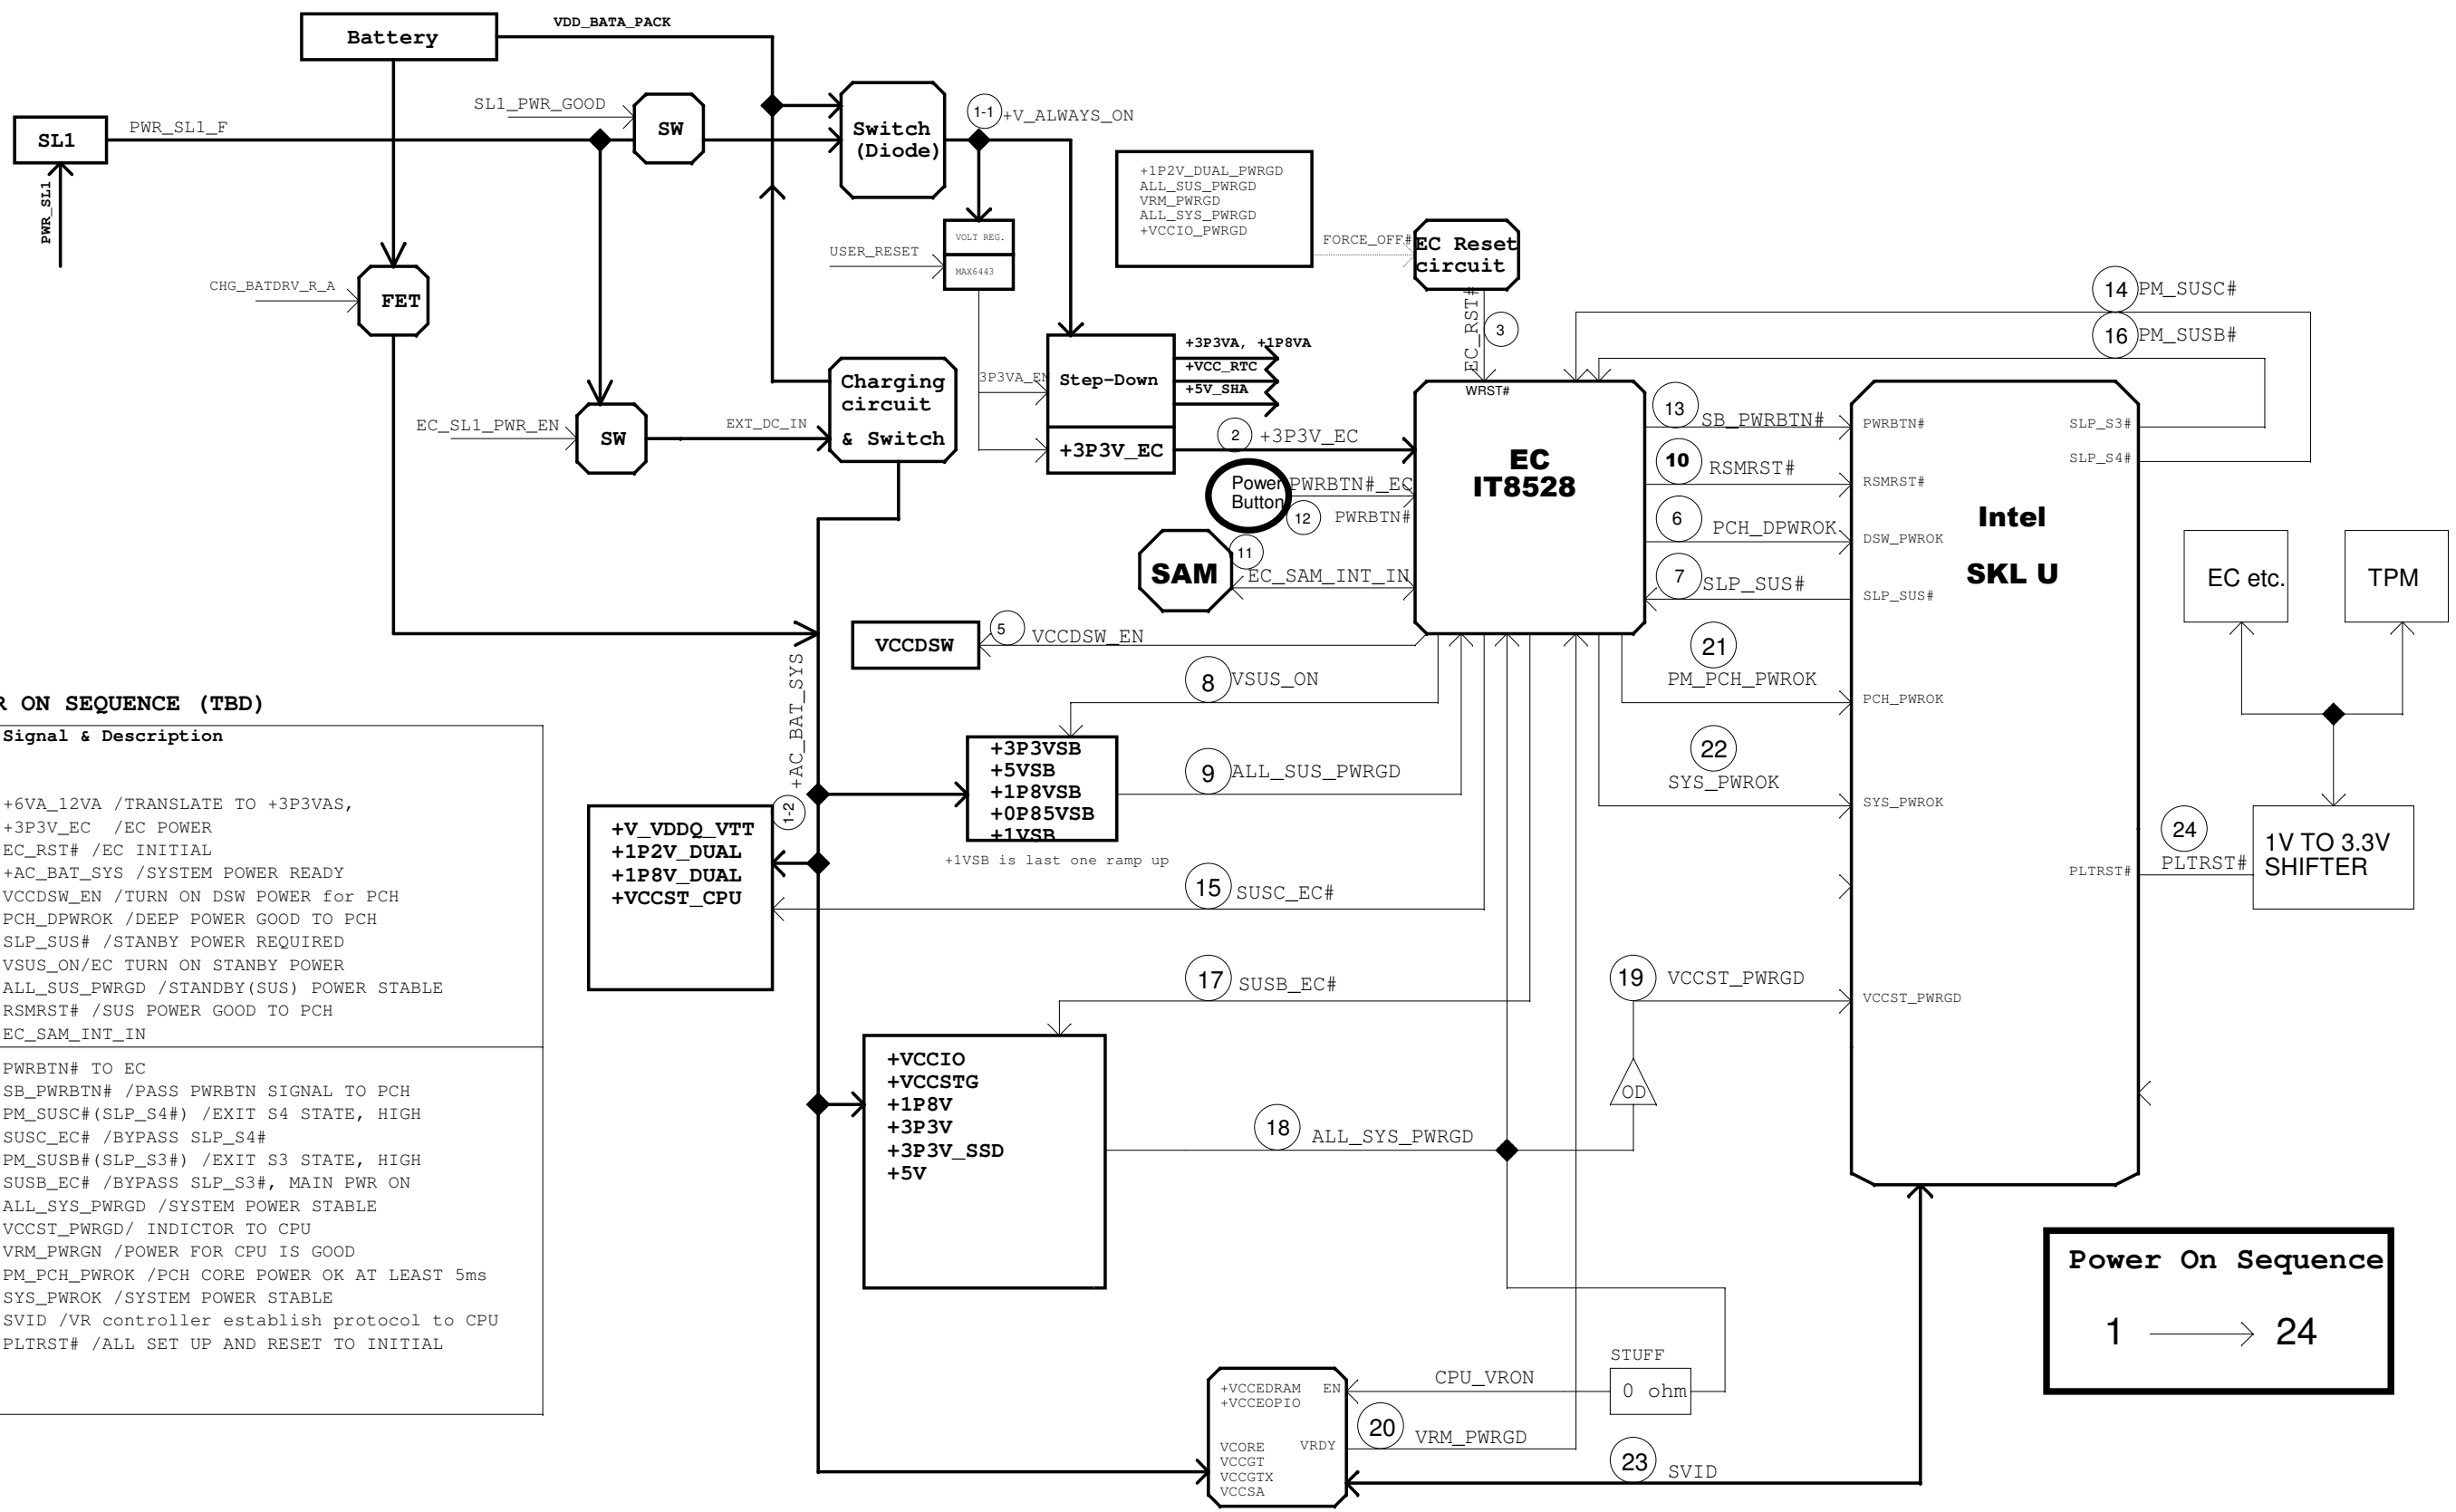 Battery
VDD_BATA_PACK
SL1_PWR_GOOD
SW
Switch
(Diode)
1-1
+V_ALWAYS_ON
SL1
PWR_SL1_F
PWR_SL1
VOLT REG.
MAX6443
USER_RESET
+1P2V_DUAL_PWRGD
ALL_SUS_PWRGD
VRM_PWRGD
ALL_SYS_PWRGD
+VCCIO_PWRGD
FORCE_OFF#
EC Reset
circuit
EC_RST#
3
CHG_BATDRV_R_A
FET
14
PM_SUSC#
16
PM_SUSB#
Charging
circuit
& Switch
3P3VA_EN
Step-Down
+3P3VA, +1P8VA
+VCC_RTC
+5V_SHA
+3P3V_EC
2
+3P3V_EC
EC_SL1_PWR_EN
SW
EXT_DC_IN
WRST#
EC
IT8528
Power
Button
PWRBTN#_EC
12
PWRBTN#
SAM
11
EC_SAM_INT_IN
13
SB_PWRBTN#
10
RSMRST#
6
PCH_DPWROK
7
SLP_SUS#
PWRBTN#
RSMRST#
DSW_PWROK
SLP_SUS#
PCH_PWROK
SYS_PWROK
VCCST_PWRGD
SLP_S3#
SLP_S4#
PLTRST#
Intel
SKL U
EC etc.
TPM
VCCDSW
5
VCCDSW_EN
21
PM_PCH_PWROK
22
SYS_PWROK
8
VSUS_ON
+AC_BAT_SYS
1-2
+3P3VSB
+5VSB
+1P8VSB
+0P85VSB
+1VSB
+1VSB is last one ramp up
9
ALL_SUS_PWRGD
+V_VDDQ_VTT
+1P2V_DUAL
+1P8V_DUAL
+VCCST_CPU
15
SUSC_EC#
24
PLTRST#
1V TO 3.3V
SHIFTER
17
SUSB_EC#
19
VCCST_PWRGD
OD
+VCCIO
+VCCSTG
+1P8V
+3P3V
+3P3V_SSD
+5V
18
ALL_SYS_PWRGD
STUFF
0 ohm
CPU_VRON
+VCCEDRAM
EN
+VCCEOPIO
VCORE
VRDY
VCCGT
VCCGTX
VCCSA
20
VRM_PWRGD
23
SVID
Power On Sequence
1
24
R ON SEQUENCE (TBD)
Signal & Description
+6VA_12VA /TRANSLATE TO +3P3VAS,
+3P3V_EC /EC POWER
EC_RST# /EC INITIAL
+AC_BAT_SYS /SYSTEM POWER READY
VCCDSW_EN /TURN ON DSW POWER for PCH
PCH_DPWROK /DEEP POWER GOOD TO PCH
SLP_SUS# /STANBY POWER REQUIRED
VSUS_ON/EC TURN ON STANBY POWER
ALL_SUS_PWRGD /STANDBY(SUS) POWER STABLE
RSMRST# /SUS POWER GOOD TO PCH
EC_SAM_INT_IN
PWRBTN# TO EC
SB_PWRBTN# /PASS PWRBTN SIGNAL TO PCH
PM_SUSC#(SLP_S4#) /EXIT S4 STATE, HIGH
SUSC_EC# /BYPASS SLP_S4#
PM_SUSB#(SLP_S3#) /EXIT S3 STATE, HIGH
SUSB_EC# /BYPASS SLP_S3#, MAIN PWR ON
ALL_SYS_PWRGD /SYSTEM POWER STABLE
VCCST_PWRGD/ INDICTOR TO CPU
VRM_PWRGN /POWER FOR CPU IS GOOD
PM_PCH_PWROK /PCH CORE POWER OK AT LEAST 5ms
SYS_PWROK /SYSTEM POWER STABLE
SVID /VR controller establish protocol to CPU
PLTRST# /ALL SET UP AND RESET TO INITIAL